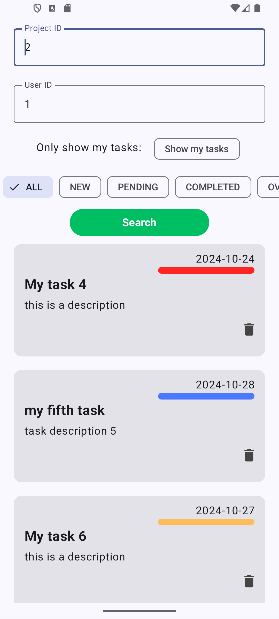 Project ID
2
User ID
1
Only show my tasks: Show my tasks
ALL NEW PENDING COMPLETED OV
Search
2024-10-24
My task 4
this is a description
2024-10-28
my fifth task
task description 5
2024-10-27
My task 6
this is a description